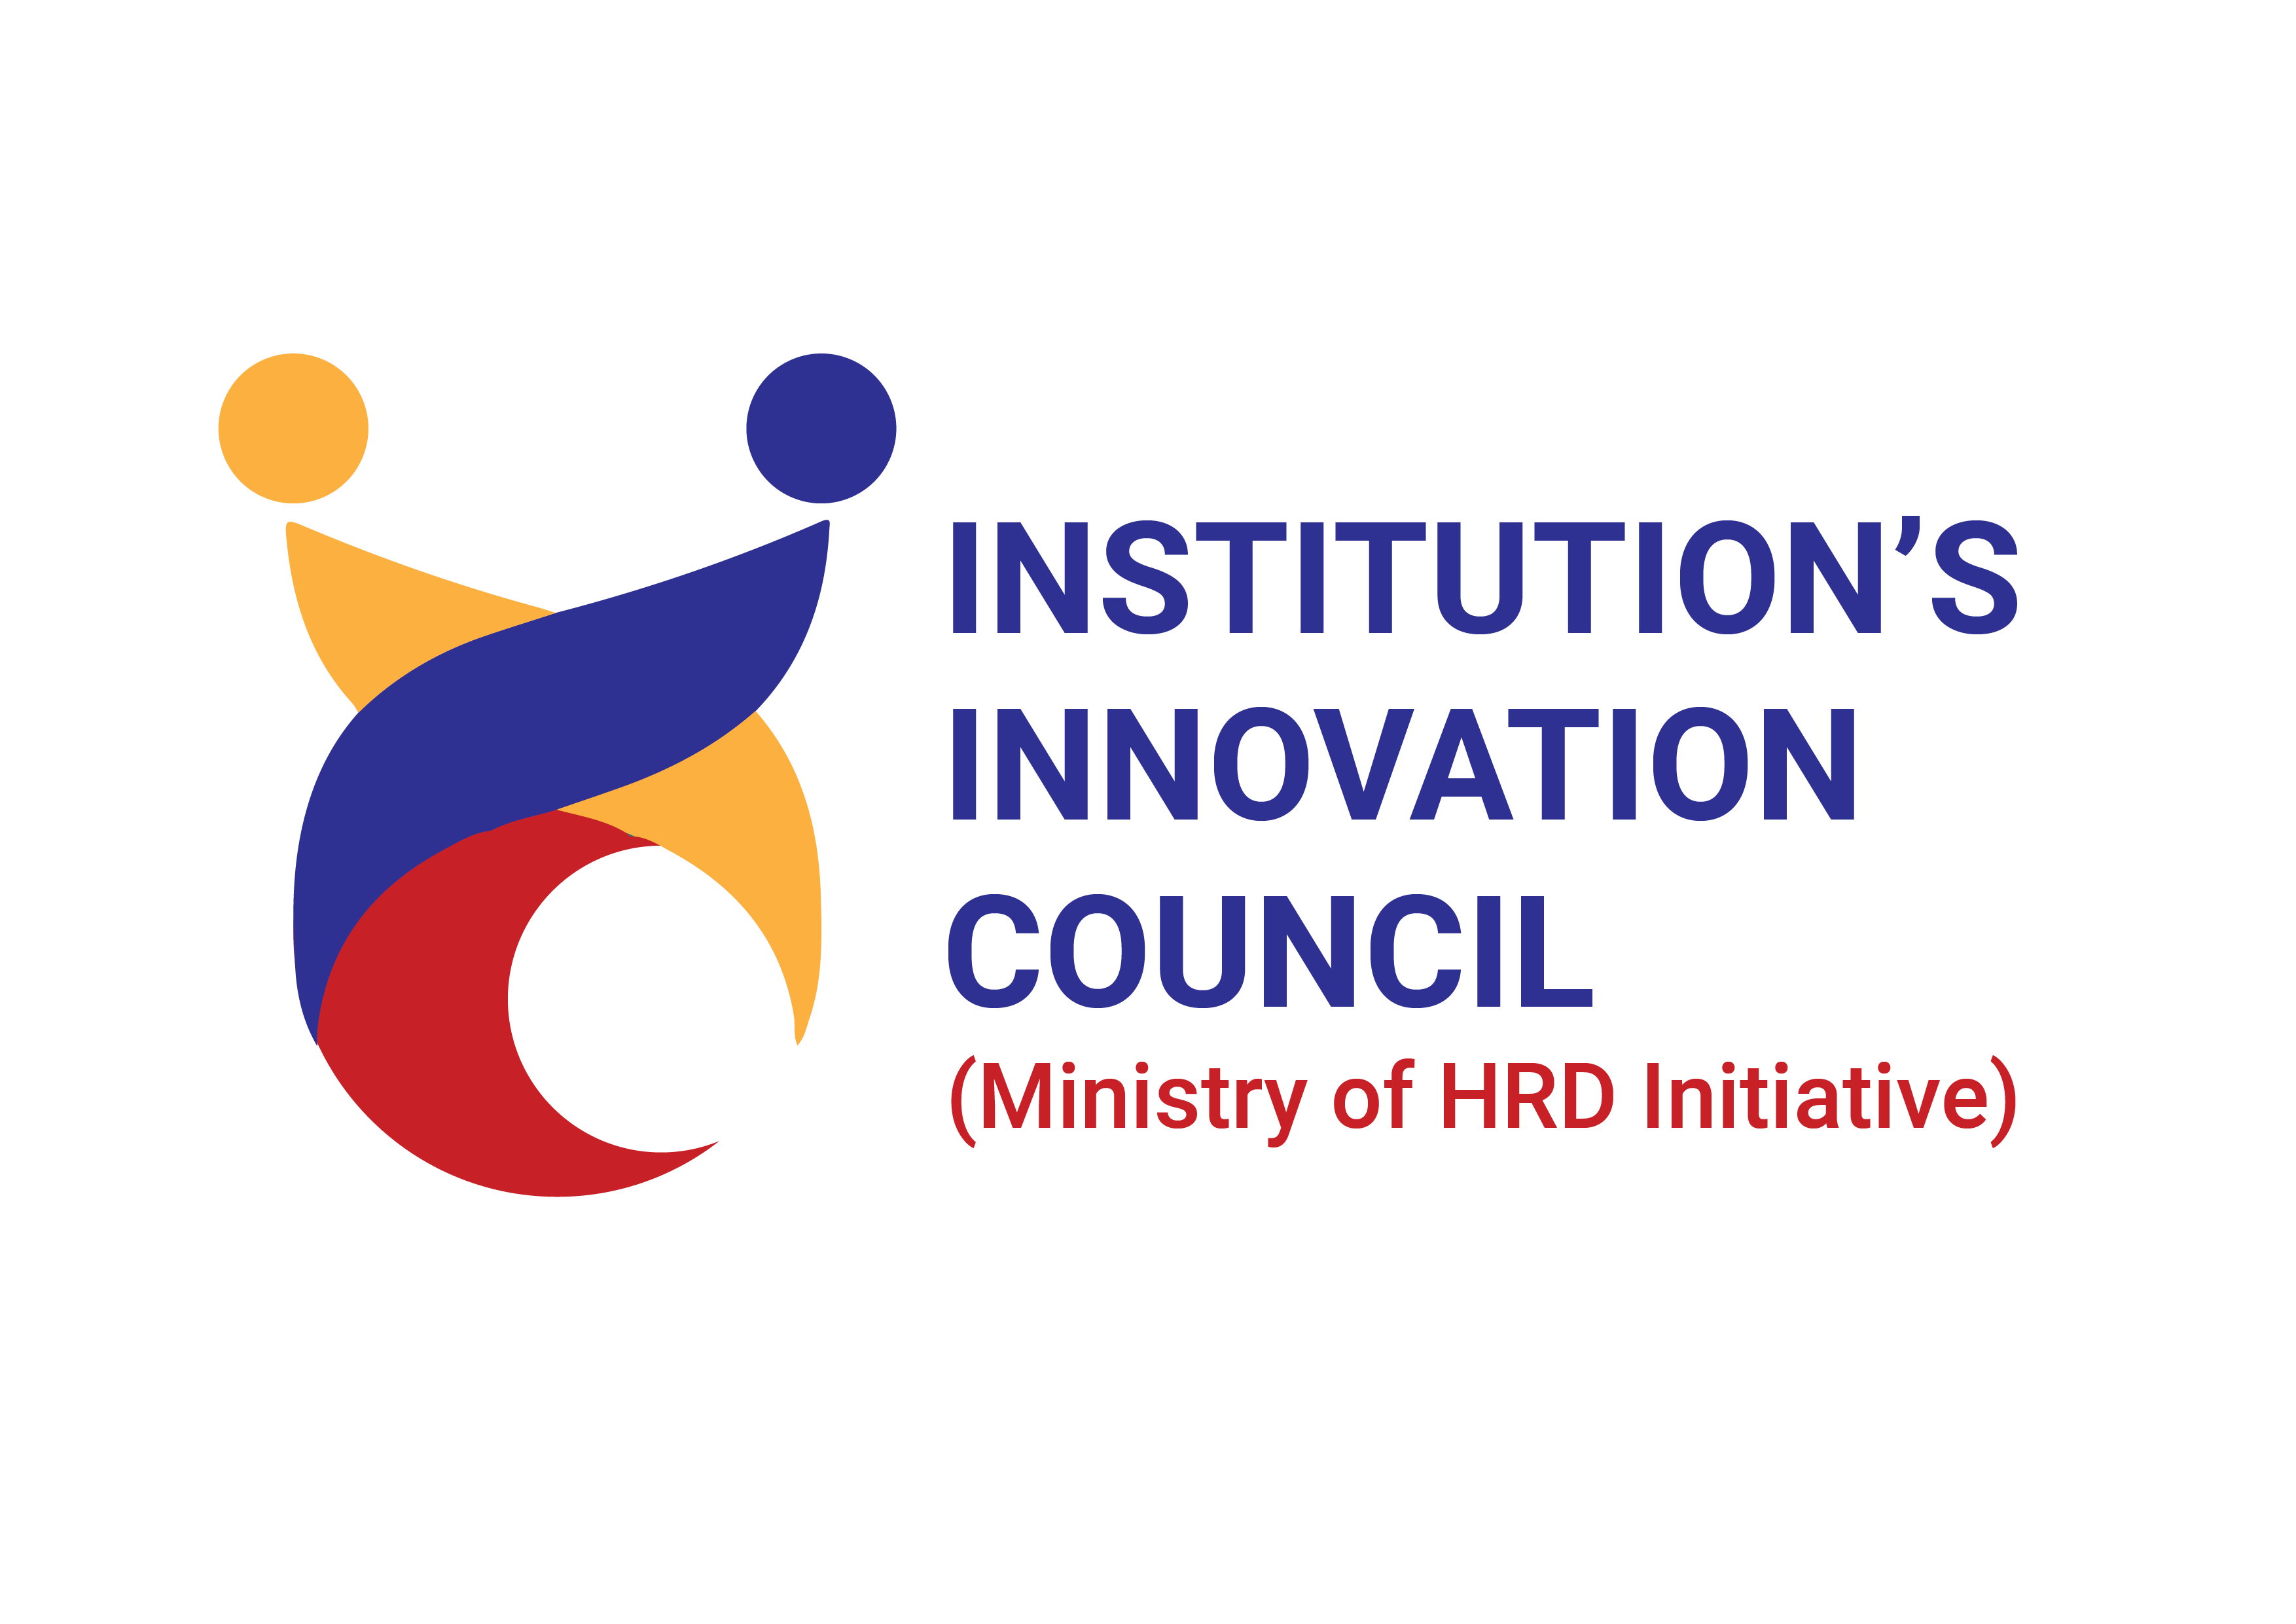 INSTITUTION’S
INNOVATION
COUNCIL
(Ministry of HRD Initiative)